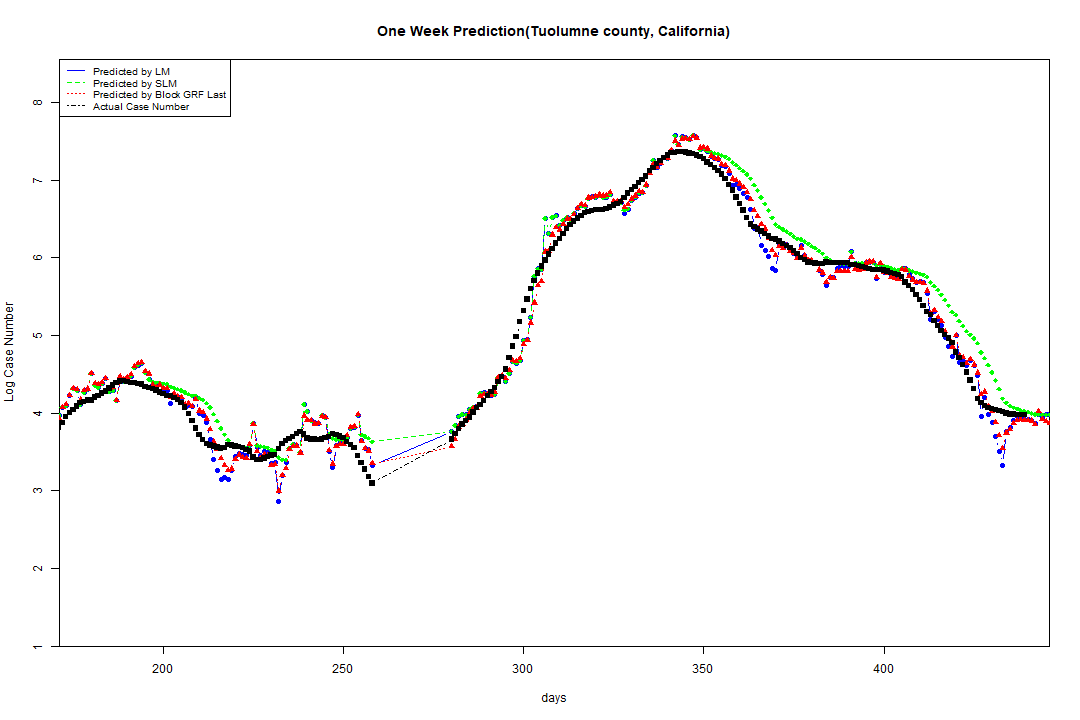 One Week Prediction(Tuolumne county, California)
Predicted by LM
Predicted by SLM
Predicted by Block GRF Last
Actual Case Number
8
7
6
5
4
3
2
1
Log Case Number
200 250 300 350 400
days